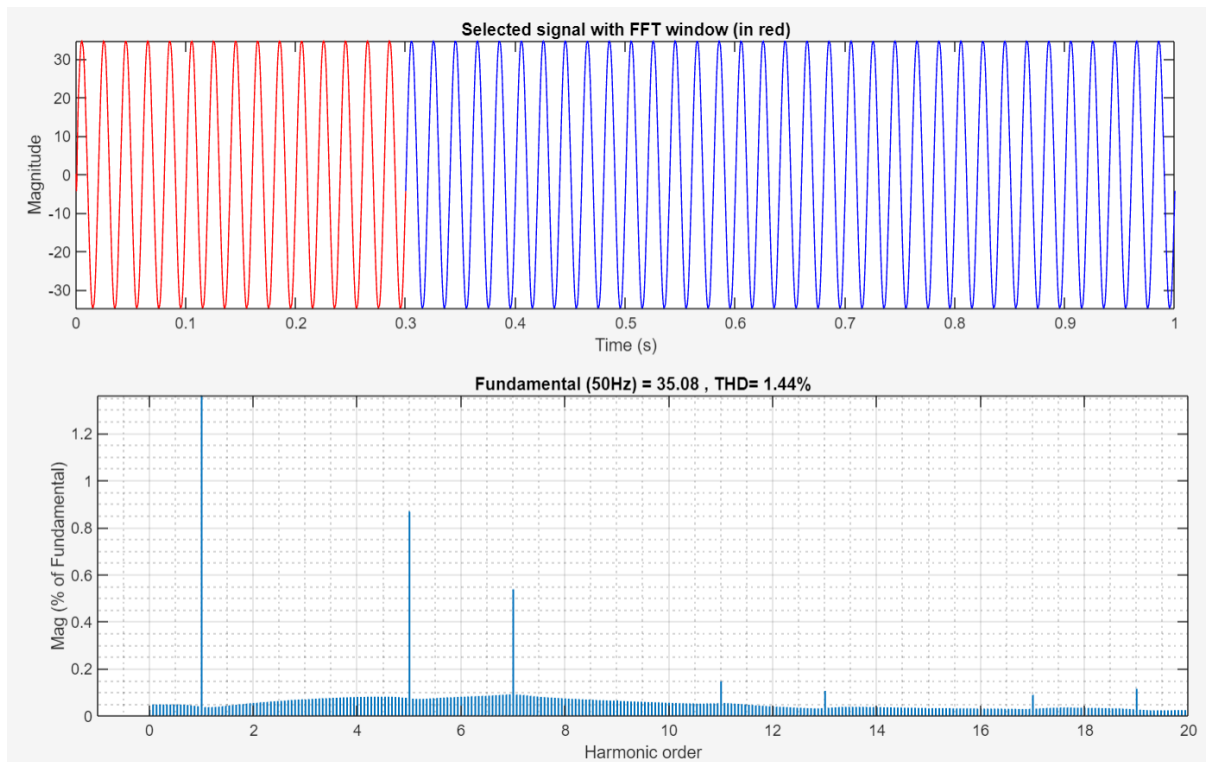 Selected signal with FFT window (in red)
30
20
10
0
-10
-20
-30
Magnitude
0 0.1 0.2 0.3 0.4 0.5 0.6 0.7 0.8 0.9 1
Time (s)
Fundamental (50Hz) = 35.08 , THD= 1.44%
1.2
1
0.8
0.6
0.4
0.2
0
Mag (% of Fundamental)
0 2 4 6 8 10 12 14 16 18 20
Harmonic order